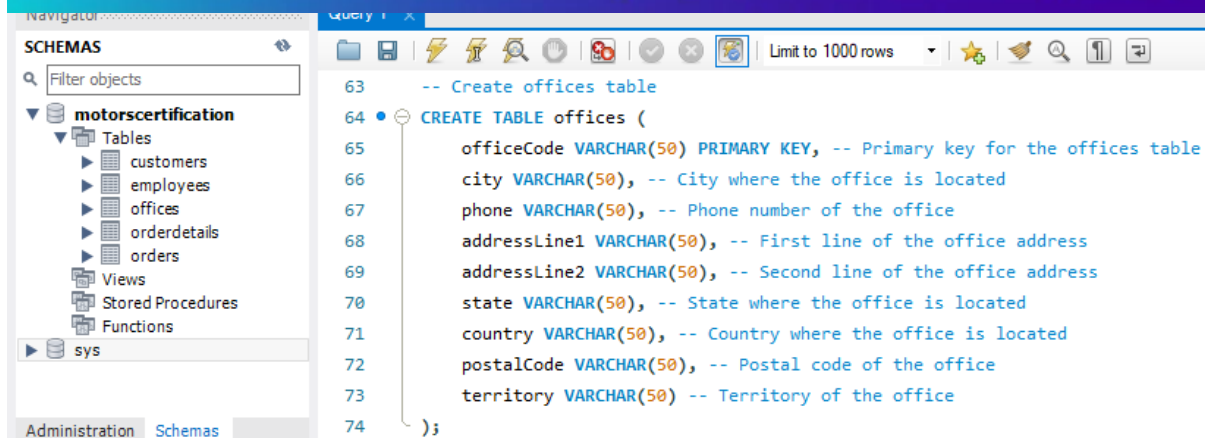 Navigator
Query 1
SCHEMAS
Filter objects
motorscertification
Tables
customers
employees
offices
orderdetails
orders
Views
Stored Procedures
Functions
sys
Administration Schemas
Limit to 1000 rows
63 -- Create offices table
64 CREATE TABLE offices (
65 officeCode VARCHAR(50) PRIMARY KEY, -- Primary key for the offices table
66 city VARCHAR(50), -- City where the office is located
67 phone VARCHAR(50), -- Phone number of the office
68 addressLine1 VARCHAR(50), -- First line of the office address
69 addressLine2 VARCHAR(50), -- Second line of the office address
70 state VARCHAR(50), -- State where the office is located
71 country VARCHAR(50), -- Country where the office is located
72 postalCode VARCHAR(50), -- Postal code of the office
73 territory VARCHAR(50) -- Territory of the office
74 );